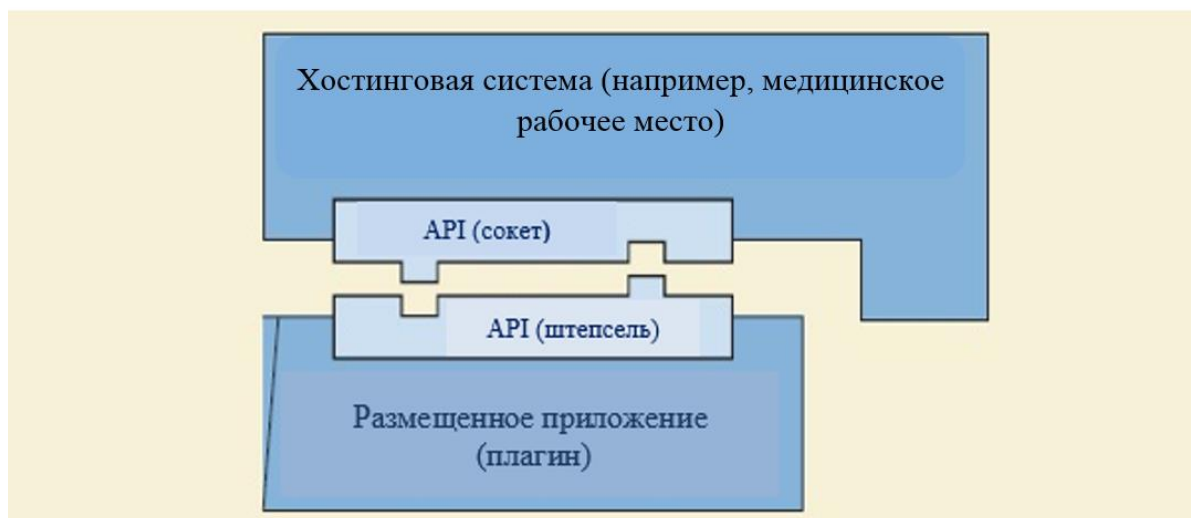 Хостинговая система (например, медицинское
рабочее место)
API (сокет)
API (штепсель)
Размещенное приложение
(плагин)